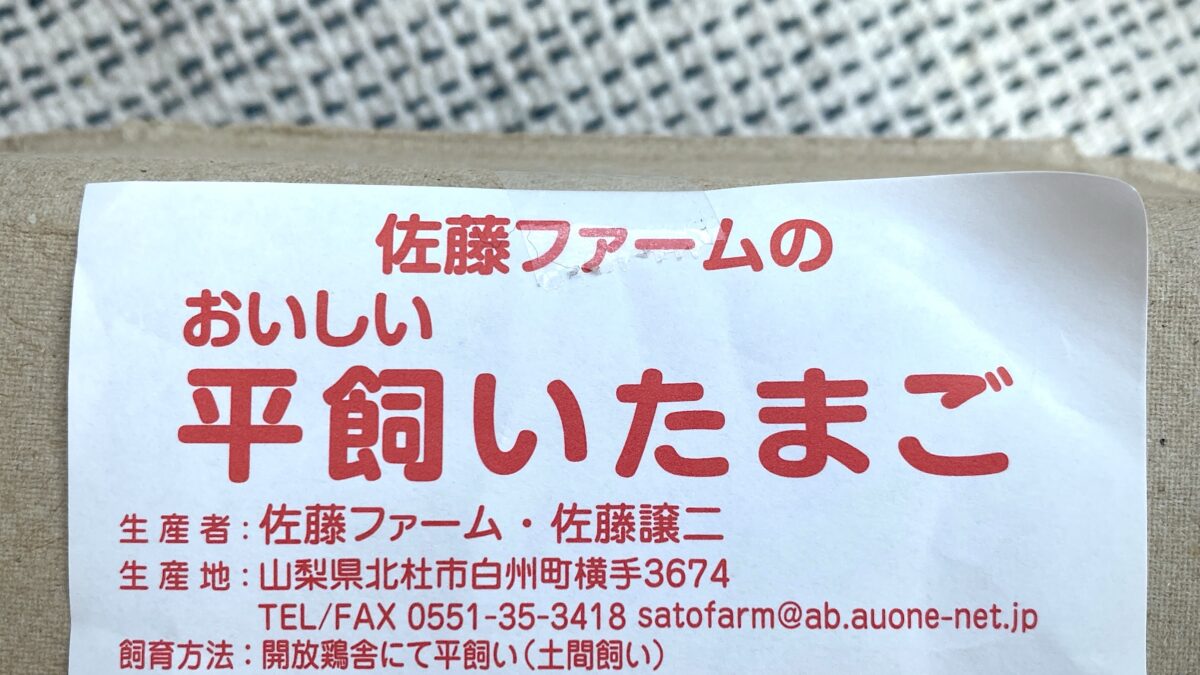 佐藤ファームの
おいしい
平飼いたまご
生産者：佐藤ファーム・佐藤譲二
生産地：山梨県北杜市白州町横手3674
TEL/FAX 0551-35-3418 satofarm@ab.auone-net.jp
飼育方法：開放鶏舎にて平飼い（土間飼い）